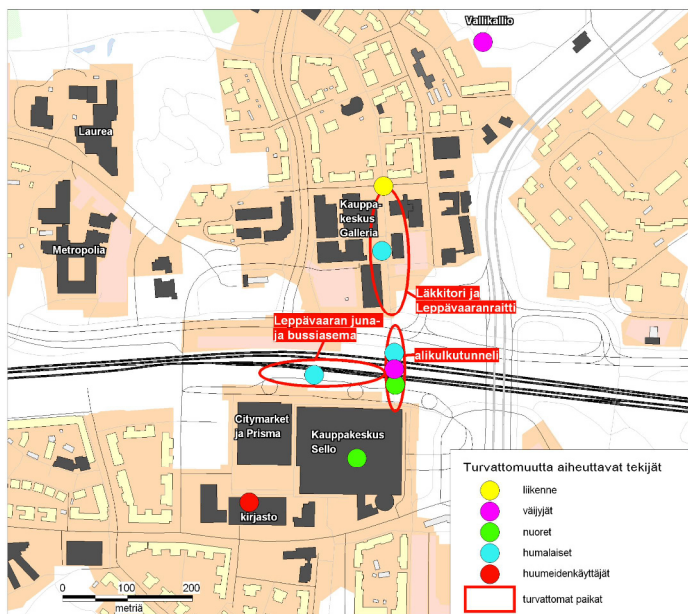 Vallikallio
Laurea
Kauppa-
keskus
Galleria
Metropolia
Läkkitori ja
Leppävaaranraitti
Leppävaaran juna-
ja bussiasema
alikulkutunneli
Citymarket
ja Prisma
Kauppakeskus
Sello
kirjasto
Turvattomuutta aiheuttavat tekijät
liikenne
väijyjät
nuoret
humalaiset
huumeidenkäyttäjät
turvattomat paikat
0 100 200
metriä